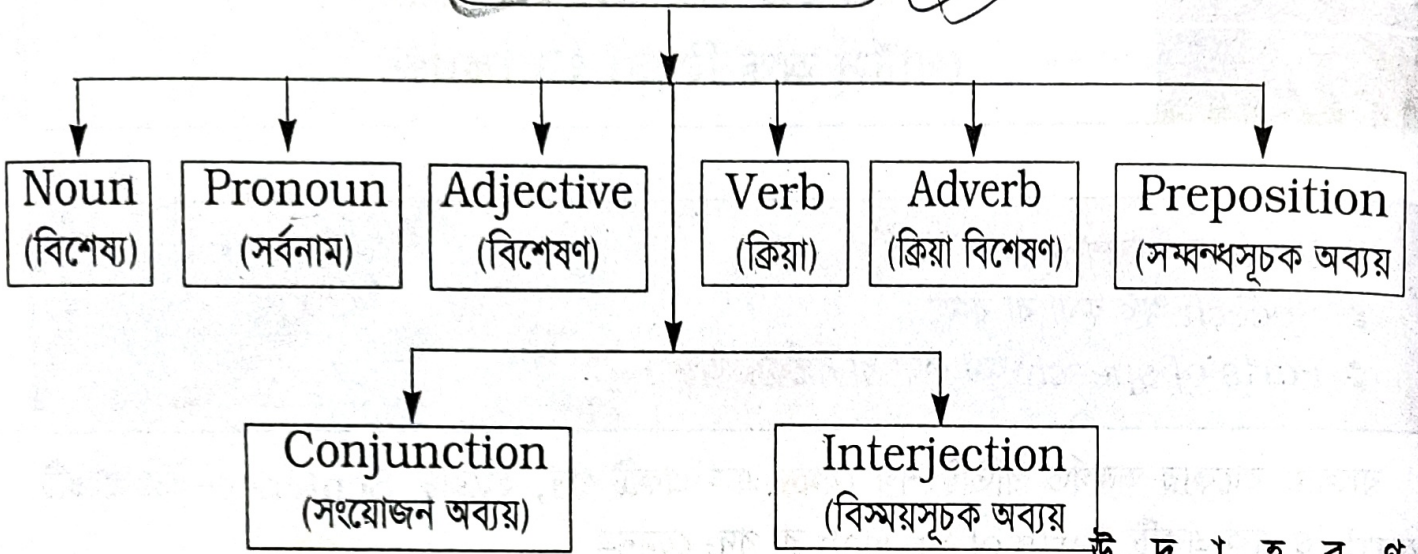 Noun
(বিশেষ্য)
Pronoun
(সর্বনাম)
Adjective
(বিশেষণ)
Verb
(ক্রিয়া)
Adverb
(ক্রিয়া বিশেষণ)
Preposition
(সম্বন্ধসূচক অব্যয়
Conjunction
(সংয়োজন অব্যয়)
Interjection
(বিস্ময়সূচক অব্যয়
উ দ া হ র ণ